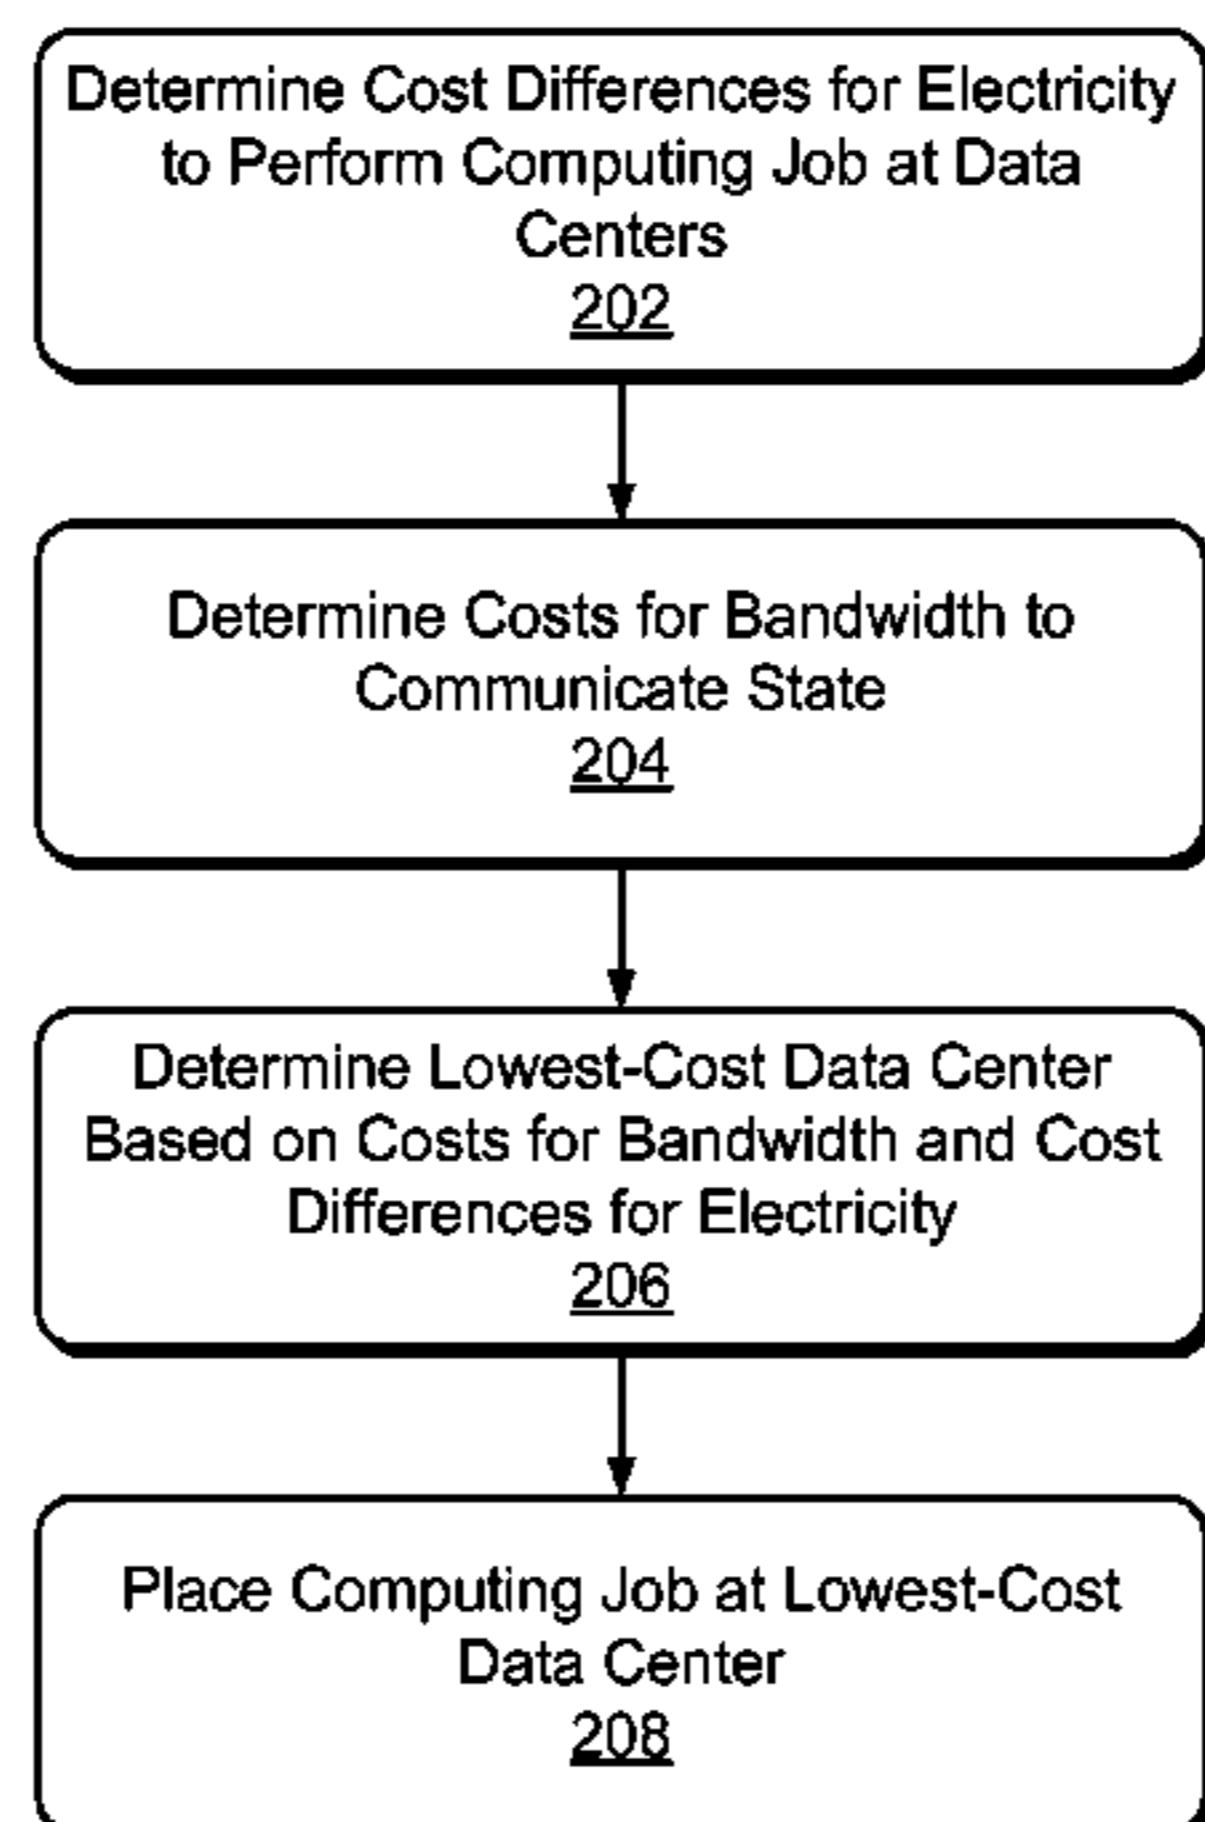 Determine Cost Differences for Electricity
to Perform Computing Job at Data
Centers
202
Determine Costs for Bandwidth to
Communicate State
204
Determine Lowest-Cost Data Center
Based on Costs for Bandwidth and Cost
Differences for Electricity
206
Place Computing Job at Lowest-Cost
Data Center
208